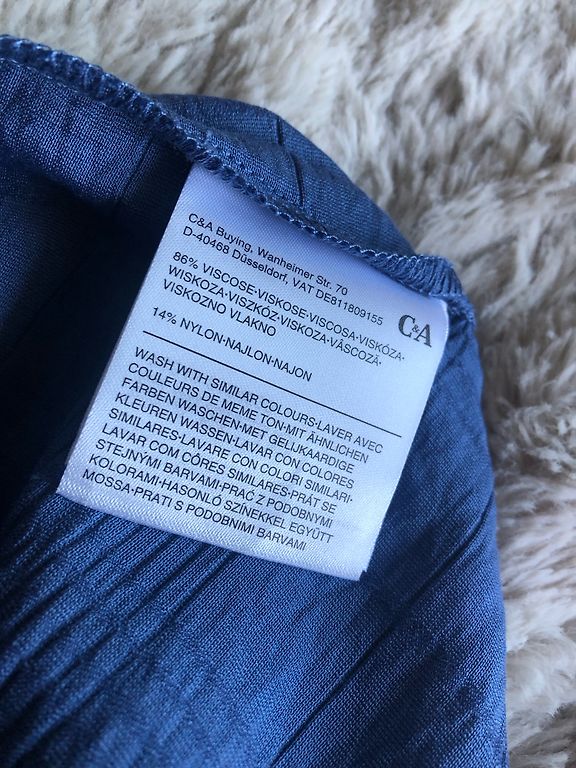 C&A Buying, Wanheimer Str. 70
D-40468 Düsseldorf, VAT DE811809155
C&A
86% VISCOSE·VISKOSE·VISCOSA·VISKÓZA·
WISKOZA·VISZKÓZ·VISKOZA·VÂSCOZĂ·
VISKOZNO VLAKNO
14% NYLON·NAJLON·NAJON
WASH WITH SIMILAR COLOURS·LAVER AVEC
COULEURS DE MEME TON·MIT ÄHNLICHEN
FARBEN WASCHEN·MET GELIJKAARDIGE
KLEUREN WASSEN·LAVAR CON COLORES
SIMILARES·LAVARE CON COLORI SIMILARI·
LAVAR COM CÔRES SIMILARES·PRÁT SE
STEJNÝMI BARVAMI·PRAĆ Z PODOBNYMI
KOLORAMI·HASONLÓ SZÍNEKKEL EGYÜTT
MOSSA·PRATI S PODOBNIMI BARVAMI